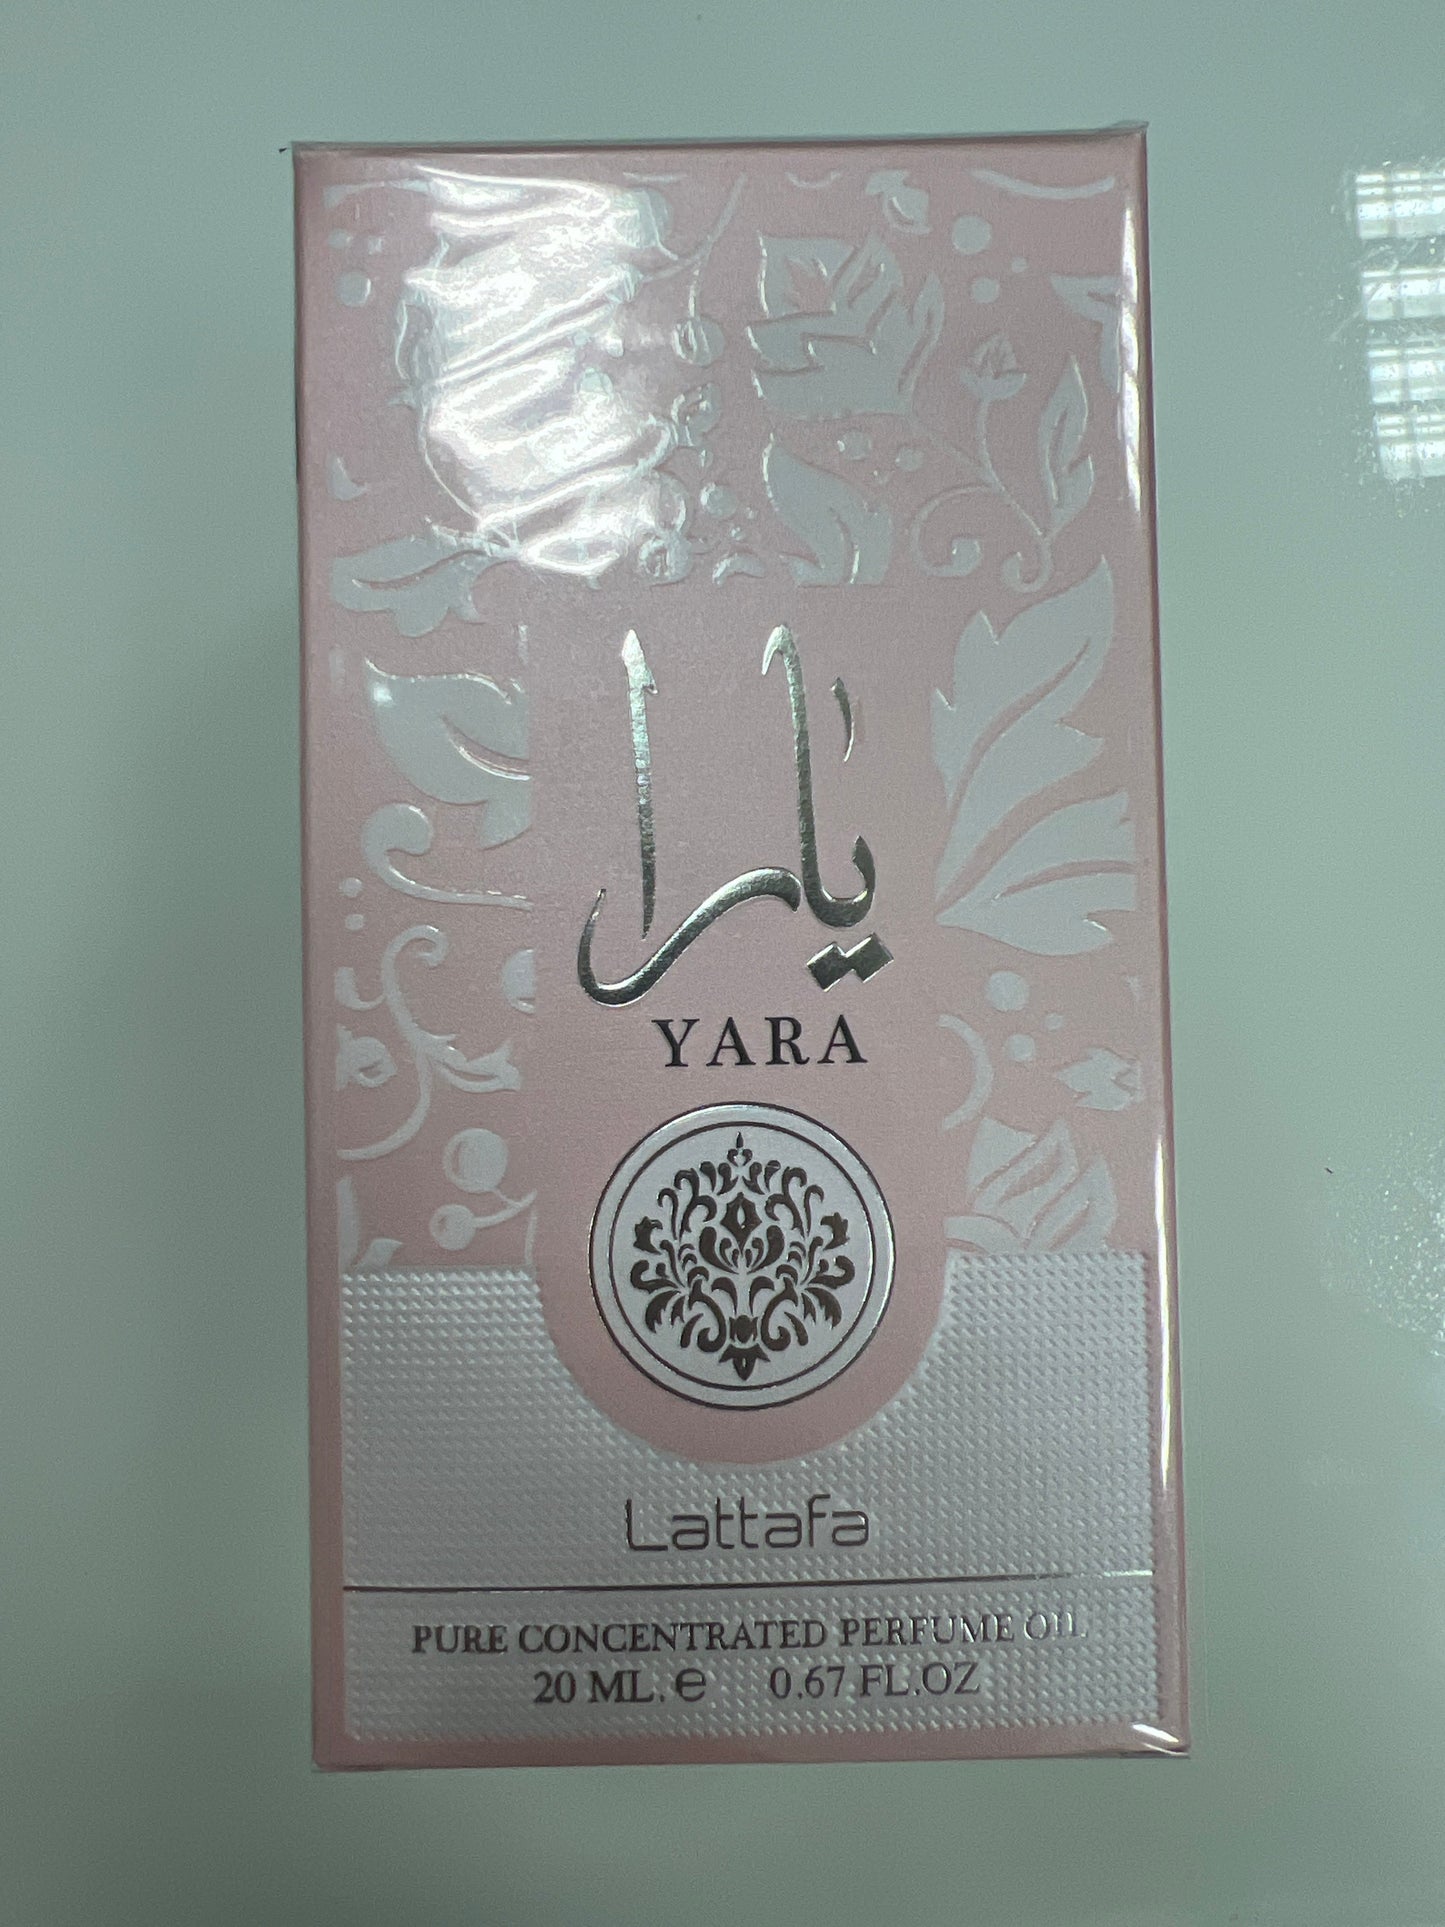 يارا
YARA
Lattafa
PURE CONCENTRATED PERFUME OIL
20 ML. e 0.67 FL.OZ